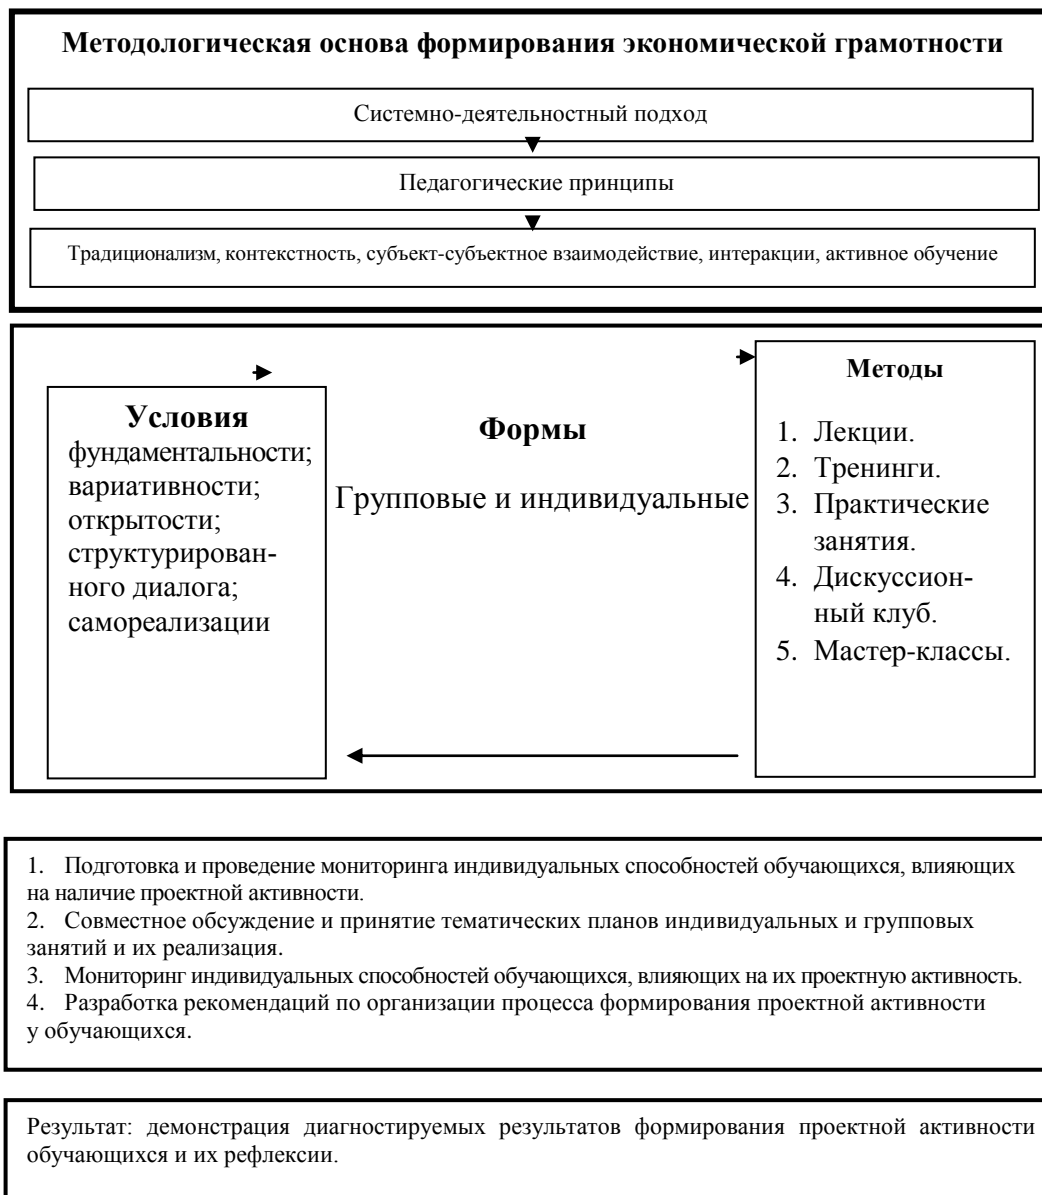 Методологическая основа формирования экономической грамотности
Системно-деятельностный подход
Педагогические принципы
Традиционализм, контекстность, субъект-субъектное взаимодействие, интеракции, активное обучение
Условия
фундаментальности;
вариативности;
открытости;
структурирован-
ного диалога;
самореализации
Формы
Групповые и индивидуальные
Методы
1. Лекции.
2. Тренинги.
3. Практические
занятия.
4. Дискуссион-
ный клуб.
5. Мастер-классы.
1. Подготовка и проведение мониторинга индивидуальных способностей обучающихся, влияющих
на наличие проектной активности.
2. Совместное обсуждение и принятие тематических планов индивидуальных и групповых
занятий и их реализация.
3. Мониторинг индивидуальных способностей обучающихся, влияющих на их проектную активность.
4. Разработка рекомендаций по организации процесса формирования проектной активности
у обучающихся.
Результат: демонстрация диагностируемых результатов формирования проектной активности
обучающихся и их рефлексии.